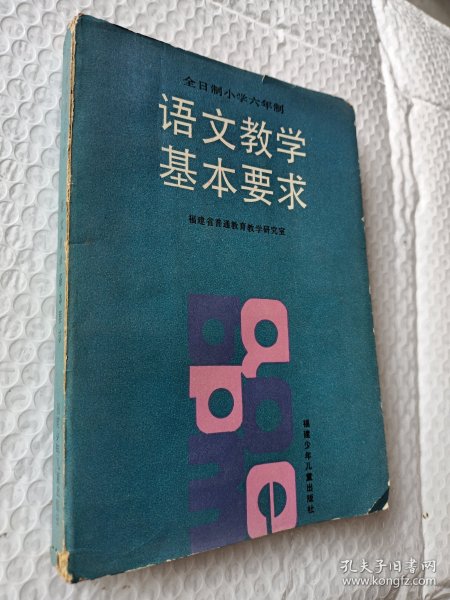 全日制小学六年制
语文教学
基本要求
福建省普通教育教学研究室
福建少年儿童出版社
孔夫子旧书网
www.kongfz.com